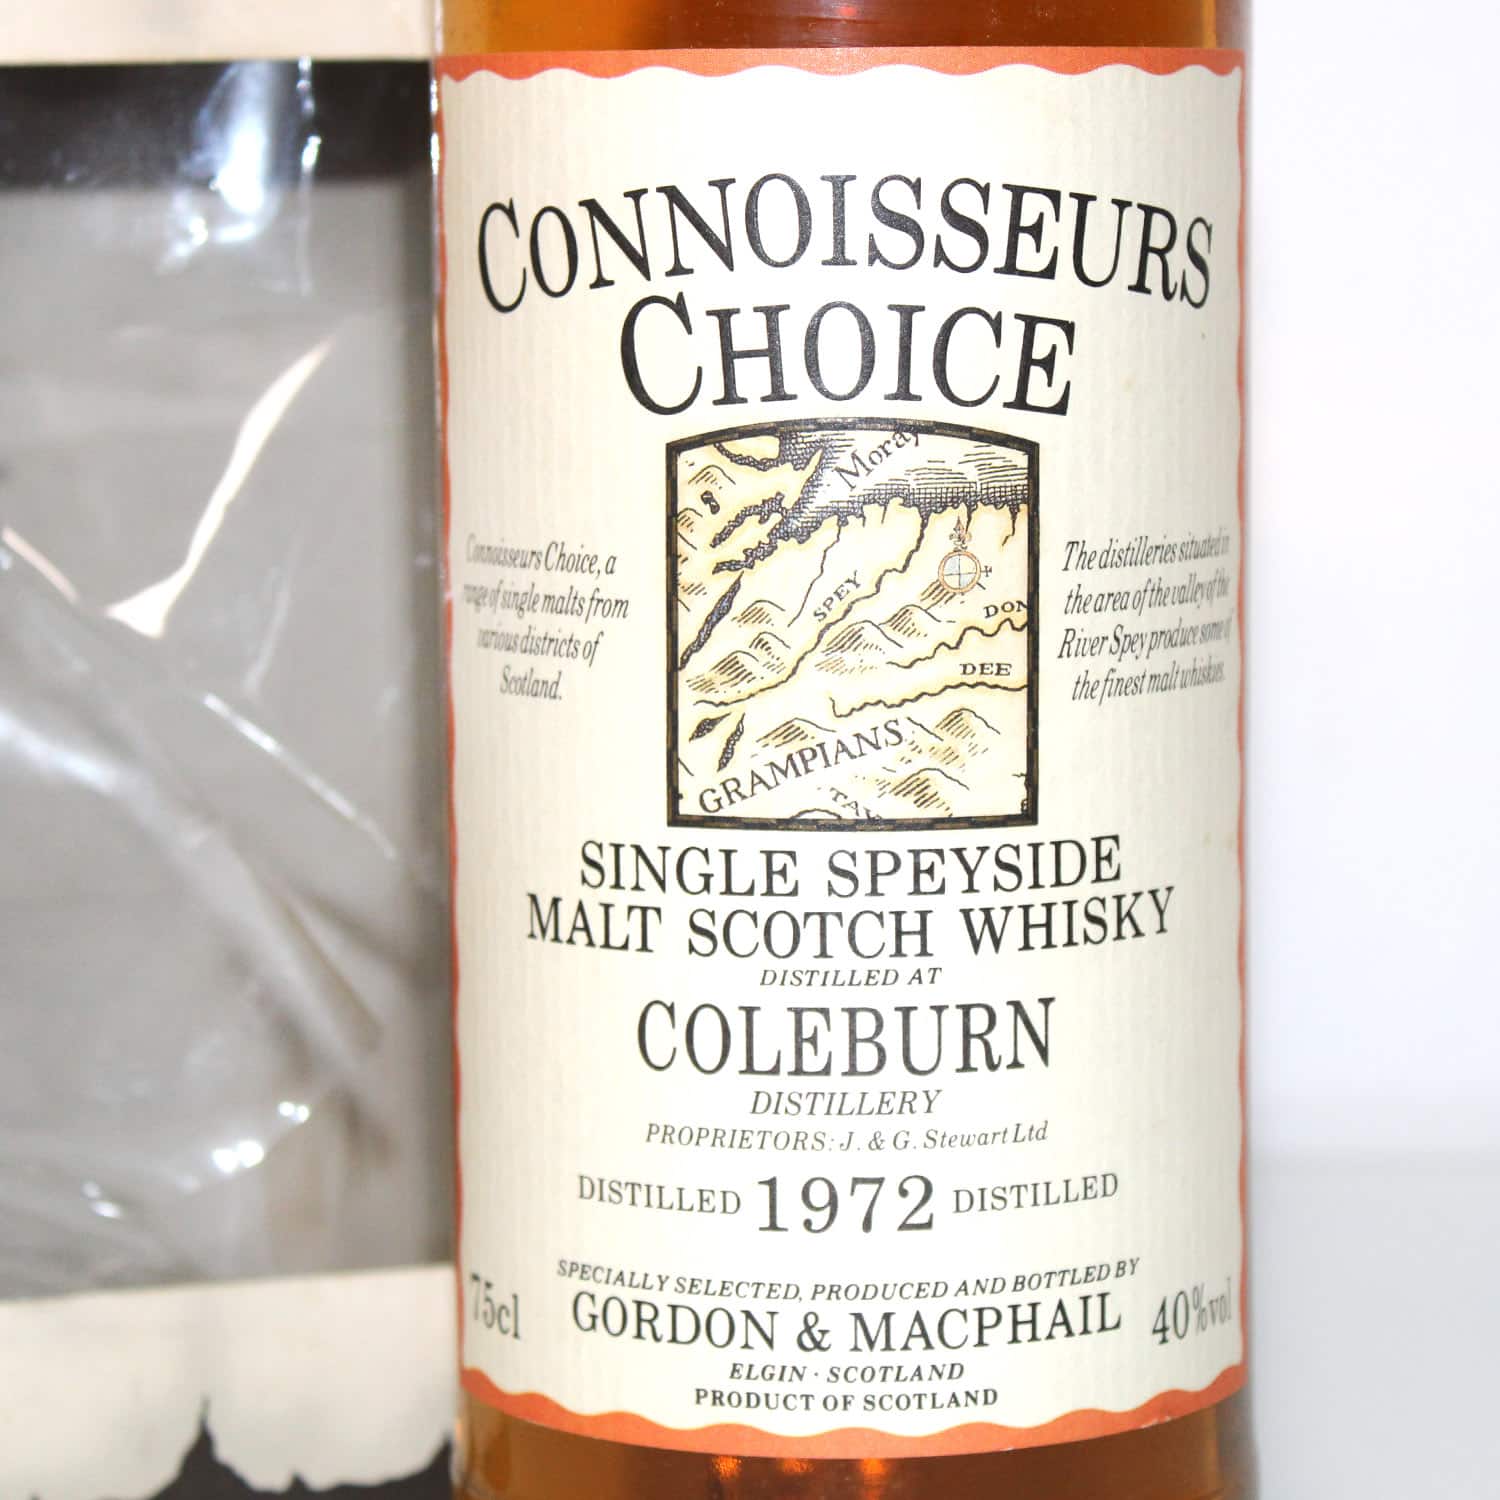 CONNOISSEURS
CHOICE
Moray
SPEY
DON
DEE
GRAMPIANS
TAY
Connoisseurs Choice, a
range of single malts from
various districts of
Scotland.
The distilleries situated in
the area of the valley of the
River Spey produce some of
the finest malt whiskies.
SINGLE SPEYSIDE
MALT SCOTCH WHISKY
DISTILLED AT
COLEBURN
DISTILLERY
PROPRIETORS: J. & G. Stewart Ltd
DISTILLED 1972 DISTILLED
SPECIALLY SELECTED, PRODUCED AND BOTTLED BY
75cl GORDON & MACPHAIL 40%vol
ELGIN · SCOTLAND
PRODUCT OF SCOTLAND